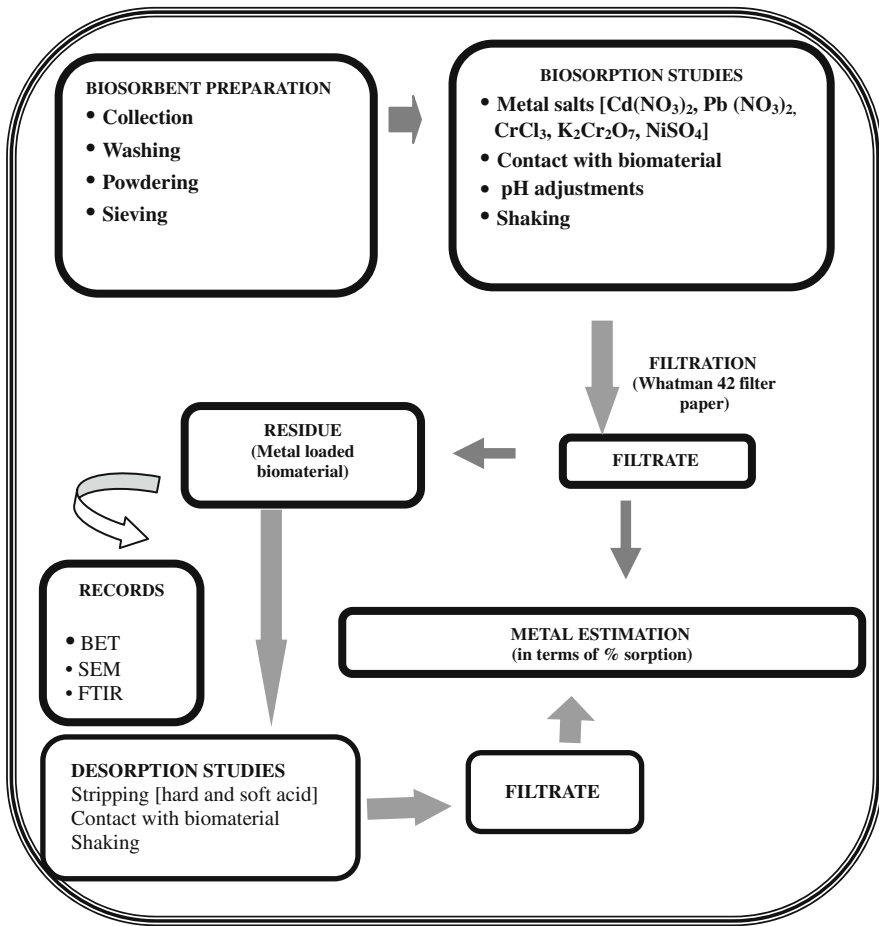 BIOSORBENT PREPARATION
• Collection
• Washing
• Powdering
• Sieving
BIOSORPTION STUDIES
• Metal salts [Cd(NO₃)₂, Pb (NO₃)₂,
CrCl₃, K₂Cr₂O₇, NiSO₄]
• Contact with biomaterial
• pH adjustments
• Shaking
FILTRATION
(Whatman 42 filter
paper)
RESIDUE
(Metal loaded
biomaterial)
FILTRATE
RECORDS
• BET
• SEM
• FTIR
METAL ESTIMATION
(in terms of % sorption)
DESORPTION STUDIES
Stripping [hard and soft acid]
Contact with biomaterial
Shaking
FILTRATE